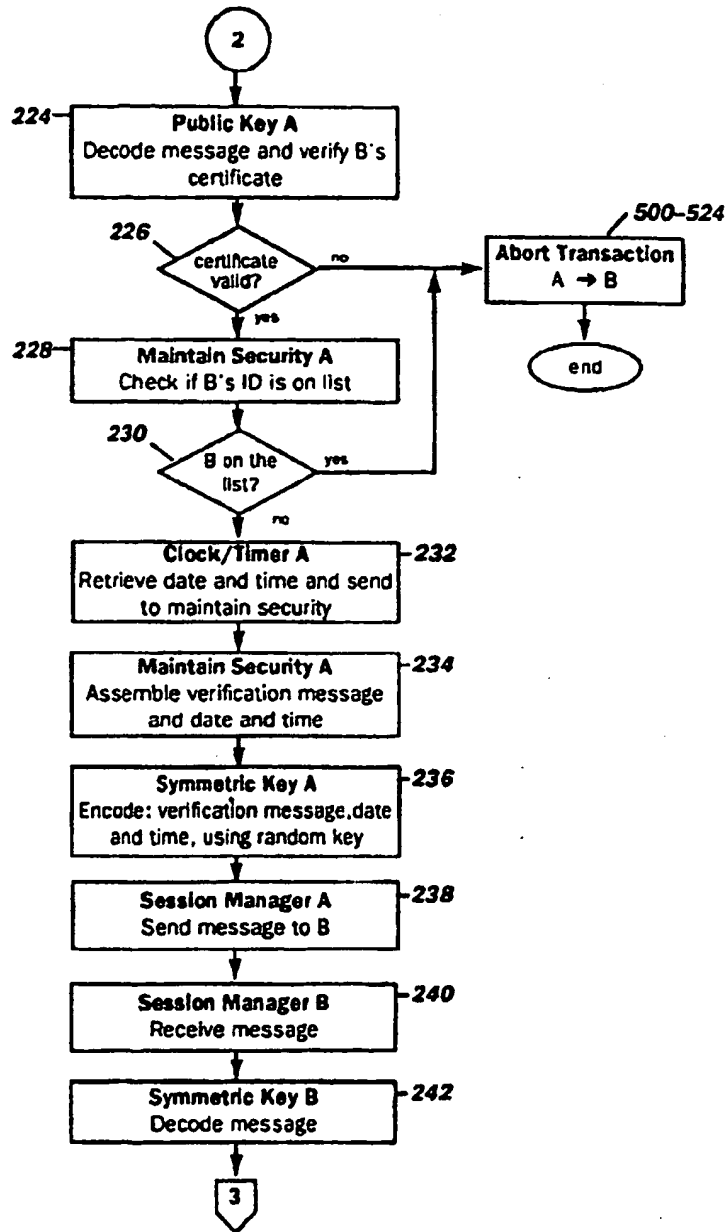 2
224
Public Key A
Decode message and verify B's
certificate
226
certificate
valid?
no
yes
500-524
Abort Transaction
A → B
end
228
Maintain Security A
Check if B's ID is on list
230
B on the
list?
yes
no
Clock/Timer A
Retrieve date and time and send
to maintain security
232
Maintain Security A
Assemble verification message
and date and time
234
Symmetric Key A
Encode: verification message,date
and time, using random key
236
Session Manager A
Send message to B
238
Session Manager B
Receive message
240
Symmetric Key B
Decode message
242
3